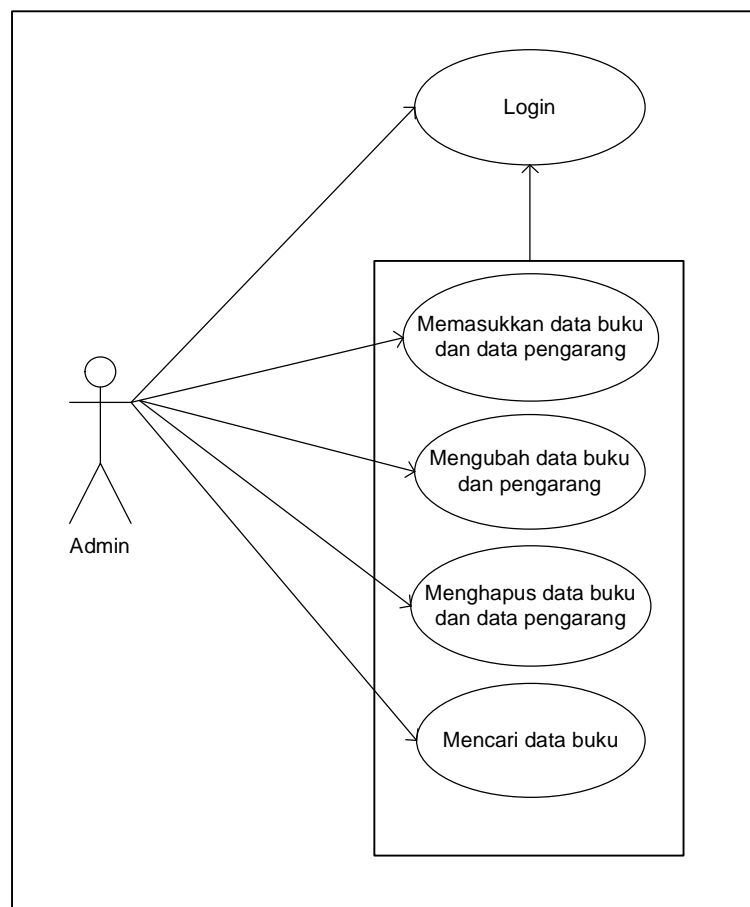 Login
Memasukkan data buku
dan data pengarang
Mengubah data buku
dan pengarang
Admin
Menghapus data buku
dan data pengarang
Mencari data buku